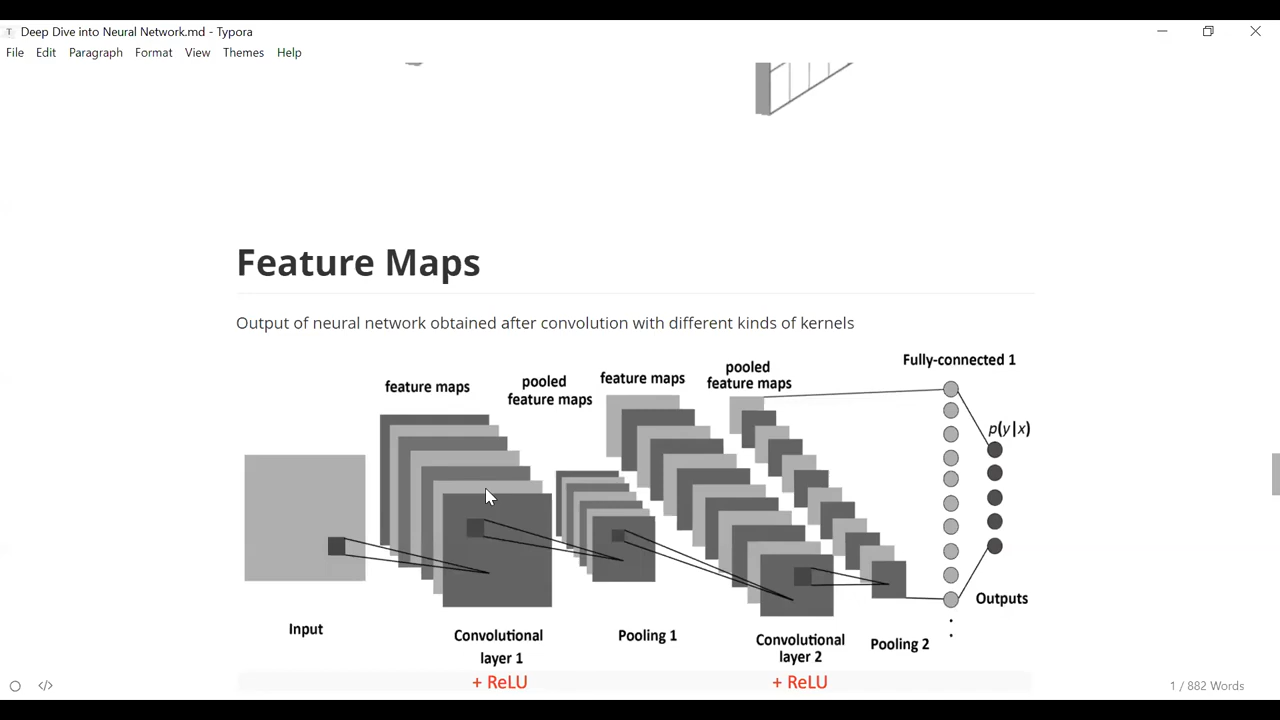 T Deep Dive into Neural Network.md - Typora
File Edit Paragraph Format View Themes Help
Feature Maps
Output of neural network obtained after convolution with different kinds of kernels
feature maps
pooled
feature maps
feature maps
pooled
feature maps
Fully-connected 1
p(y|x)
Outputs
Input
Convolutional
layer 1
+ ReLU
Pooling 1
Convolutional
layer 2
+ ReLU
Pooling 2
</> 1 / 882 Words